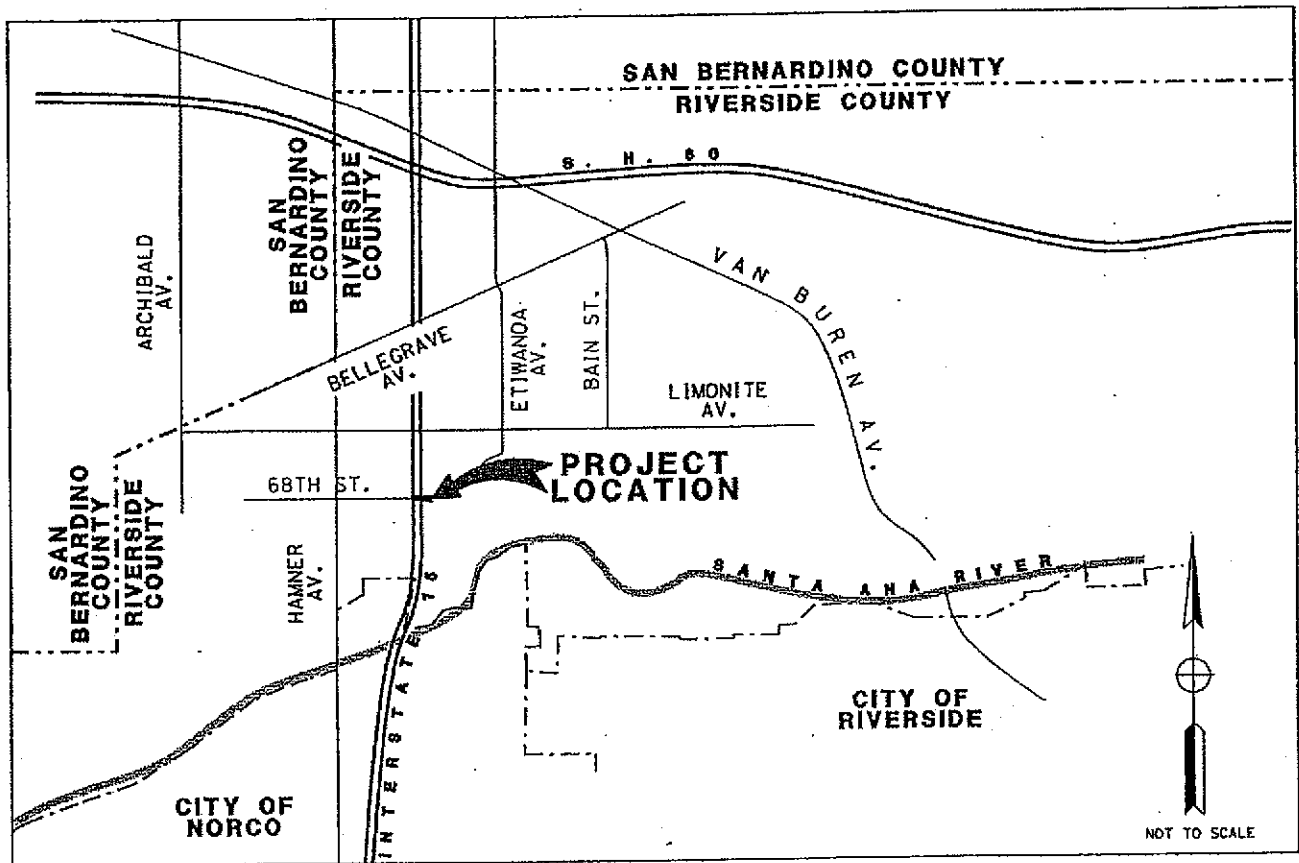 SAN BERNARDINO COUNTY
RIVERSIDE COUNTY
S. H. 60
SAN
BERNARDINO
COUNTY
RIVERSIDE
COUNTY
ARCHIBALD
AV.
VAN BUREN AV.
BELLEGRAVE
AV.
ETIWANDA
AV.
BAIN ST.
LIMONITE
AV.
PROJECT
LOCATION
68TH ST.
SAN
BERNARDINO
COUNTY
RIVERSIDE
COUNTY
HAMNER
AV.
INTERSTATE 15
SANTA AHA RIVER
CITY OF
RIVERSIDE
CITY OF
NORCO
NOT TO SCALE